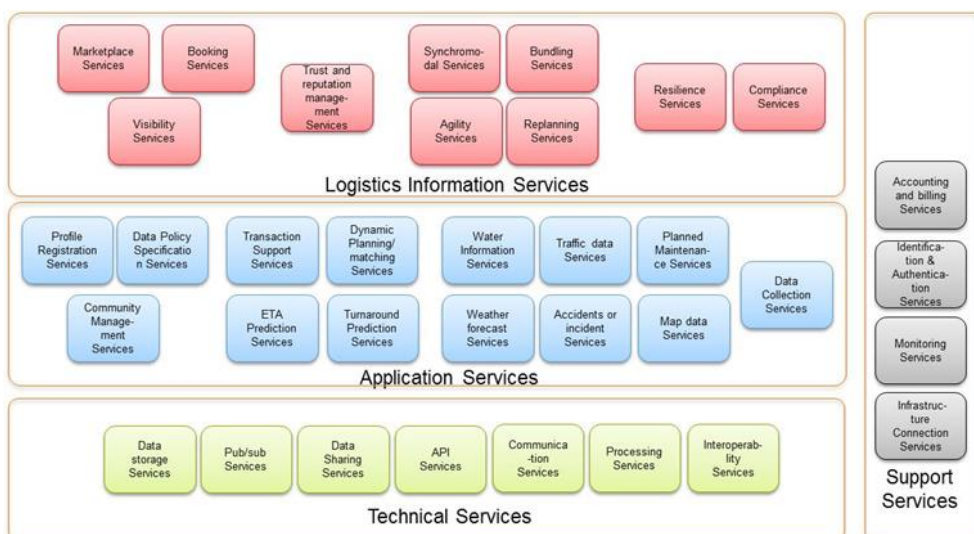 Marketplace
Services
Booking
Services
Visibility
Services
Trust and
reputation
manage-
ment
Services
Synchromo-
dal Services
Bundling
Services
Agility
Services
Replanning
Services
Resilience
Services
Compliance
Services
Logistics Information Services
Profile
Registration
Services
Data Policy
Specificatio
n Services
Community
Manage-
ment
Services
Transaction
Support
Services
Dynamic
Planning/
matching
Services
ETA
Prediction
Services
Turnaround
Prediction
Services
Water
Information
Services
Traffic data
Services
Planned
Maintenan-
ce Services
Weather
forecast
Services
Accidents or
incident
Services
Map data
Services
Data
Collection
Services
Application Services
Data
storage
Services
Pub/sub
Services
Data
Sharing
Services
API
Services
Communica
-tion
Services
Processing
Services
Interoperab-
ility
Services
Technical Services
Accounting
and billing
Services
Identifica-
tion &
Authentica-
tion
Services
Monitoring
Services
Infrastruc-
ture
Connection
Services
Support
Services